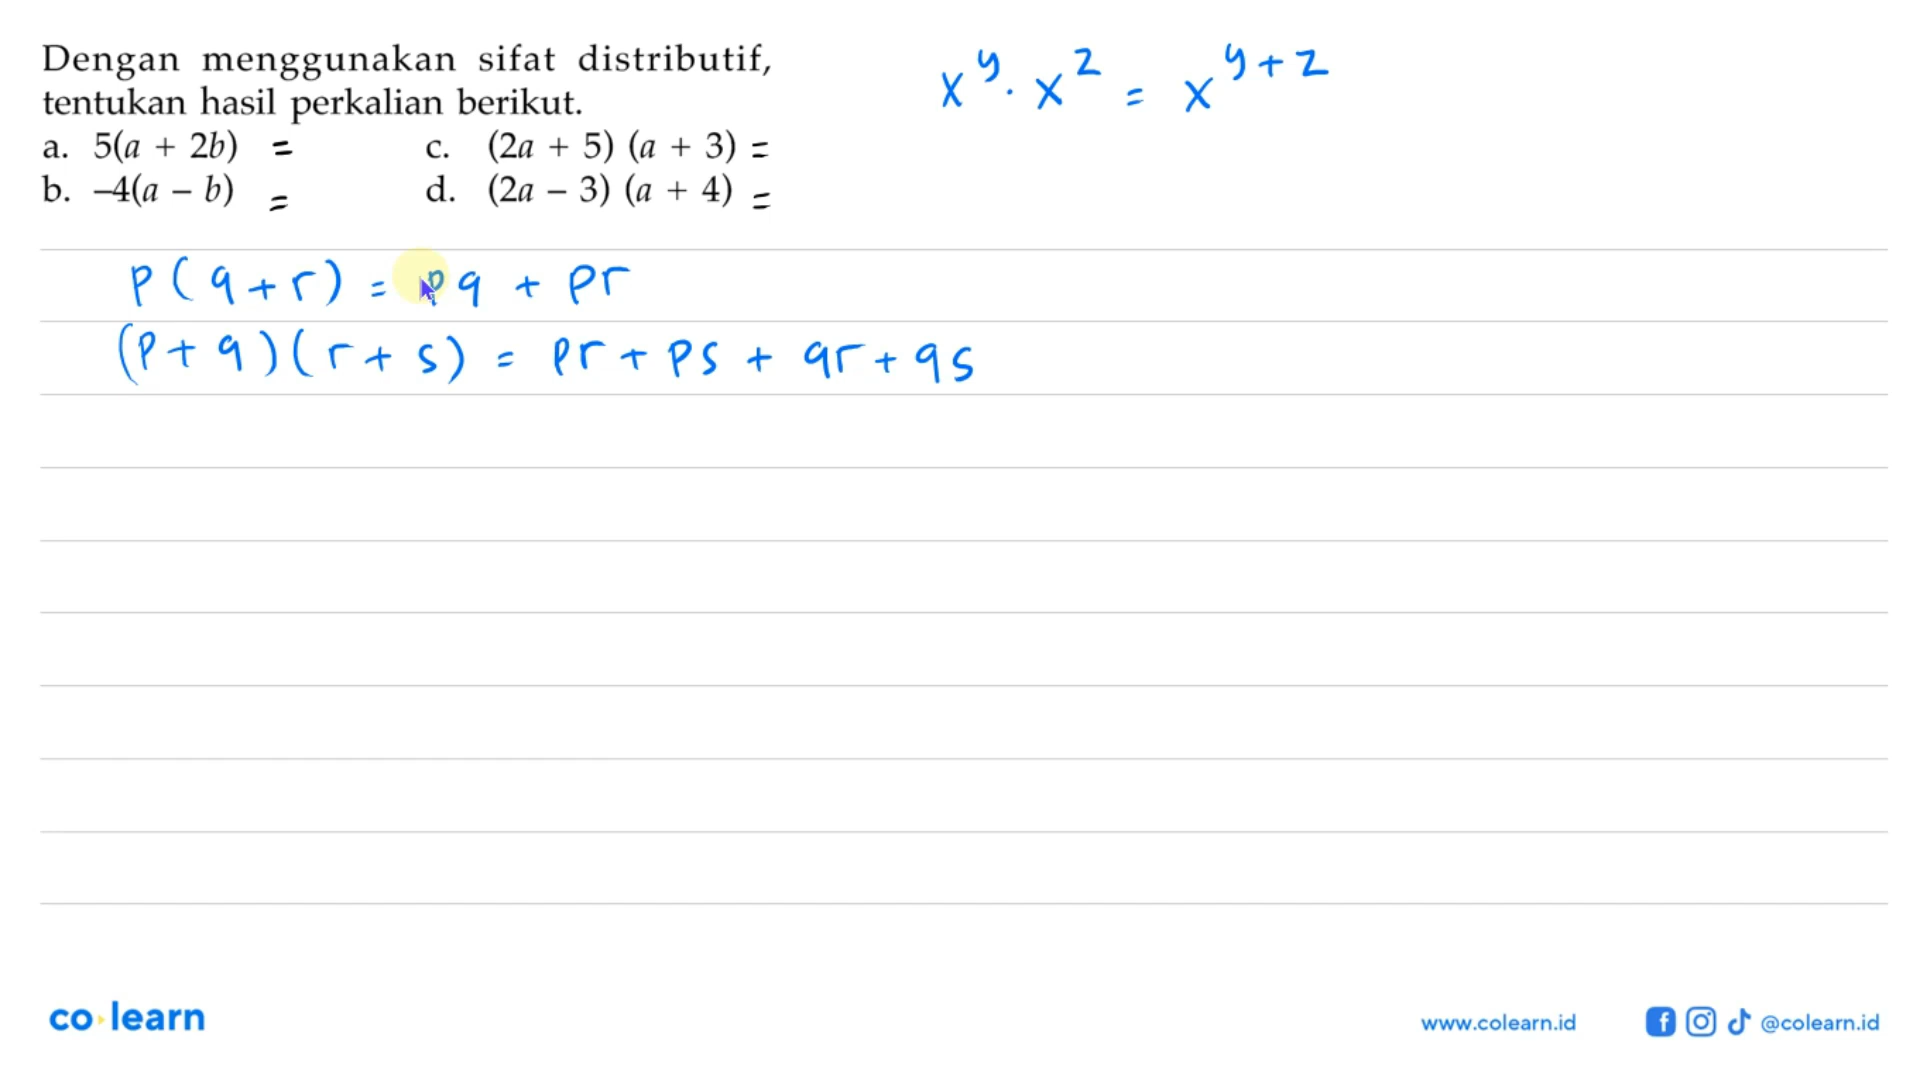 Dengan menggunakan sifat distributif,
tentukan hasil perkalian berikut.
a. 5(a + 2b) =
c. (2a + 5) (a + 3) =
b. –4(a – b) =
d. (2a – 3) (a + 4) =
x^y · x^z = x^(y+z)
p(q+r) = pq + pr
(p+q)(r+s) = pr + ps + qr + qs
co learn
www.colearn.id
@colearn.id